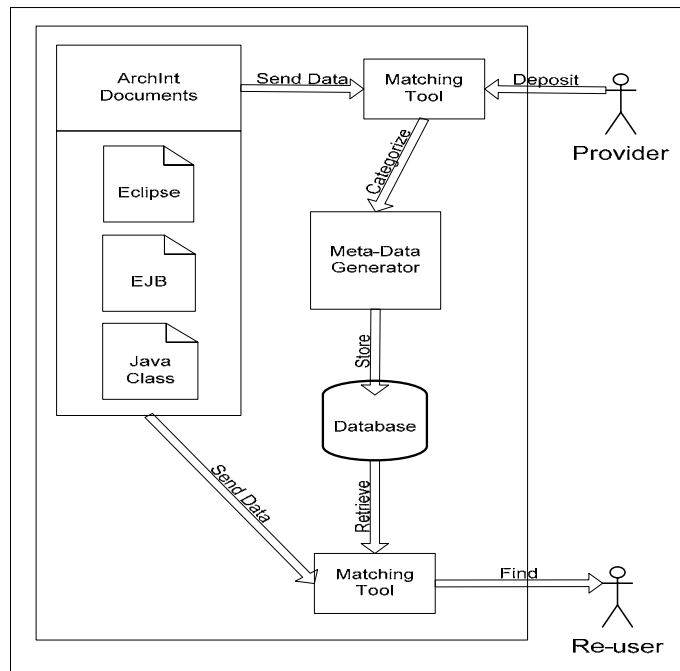 ArchInt
Documents
Send Data
Matching
Tool
Deposit
Provider
Categorize
Eclipse
Meta-Data
Generator
EJB
Store
Java
Class
Database
Send Data
Retrieve
Matching
Tool
Find
Re-user